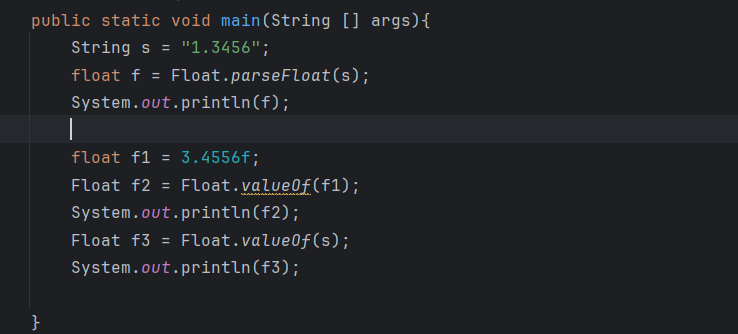 public static void main(String [] args){
String s = "1.3456";
float f = Float.parseFloat(s);
System.out.println(f);
float f1 = 3.4556f;
Float f2 = Float.valueOf(f1);
System.out.println(f2);
Float f3 = Float.valueOf(s);
System.out.println(f3);
}